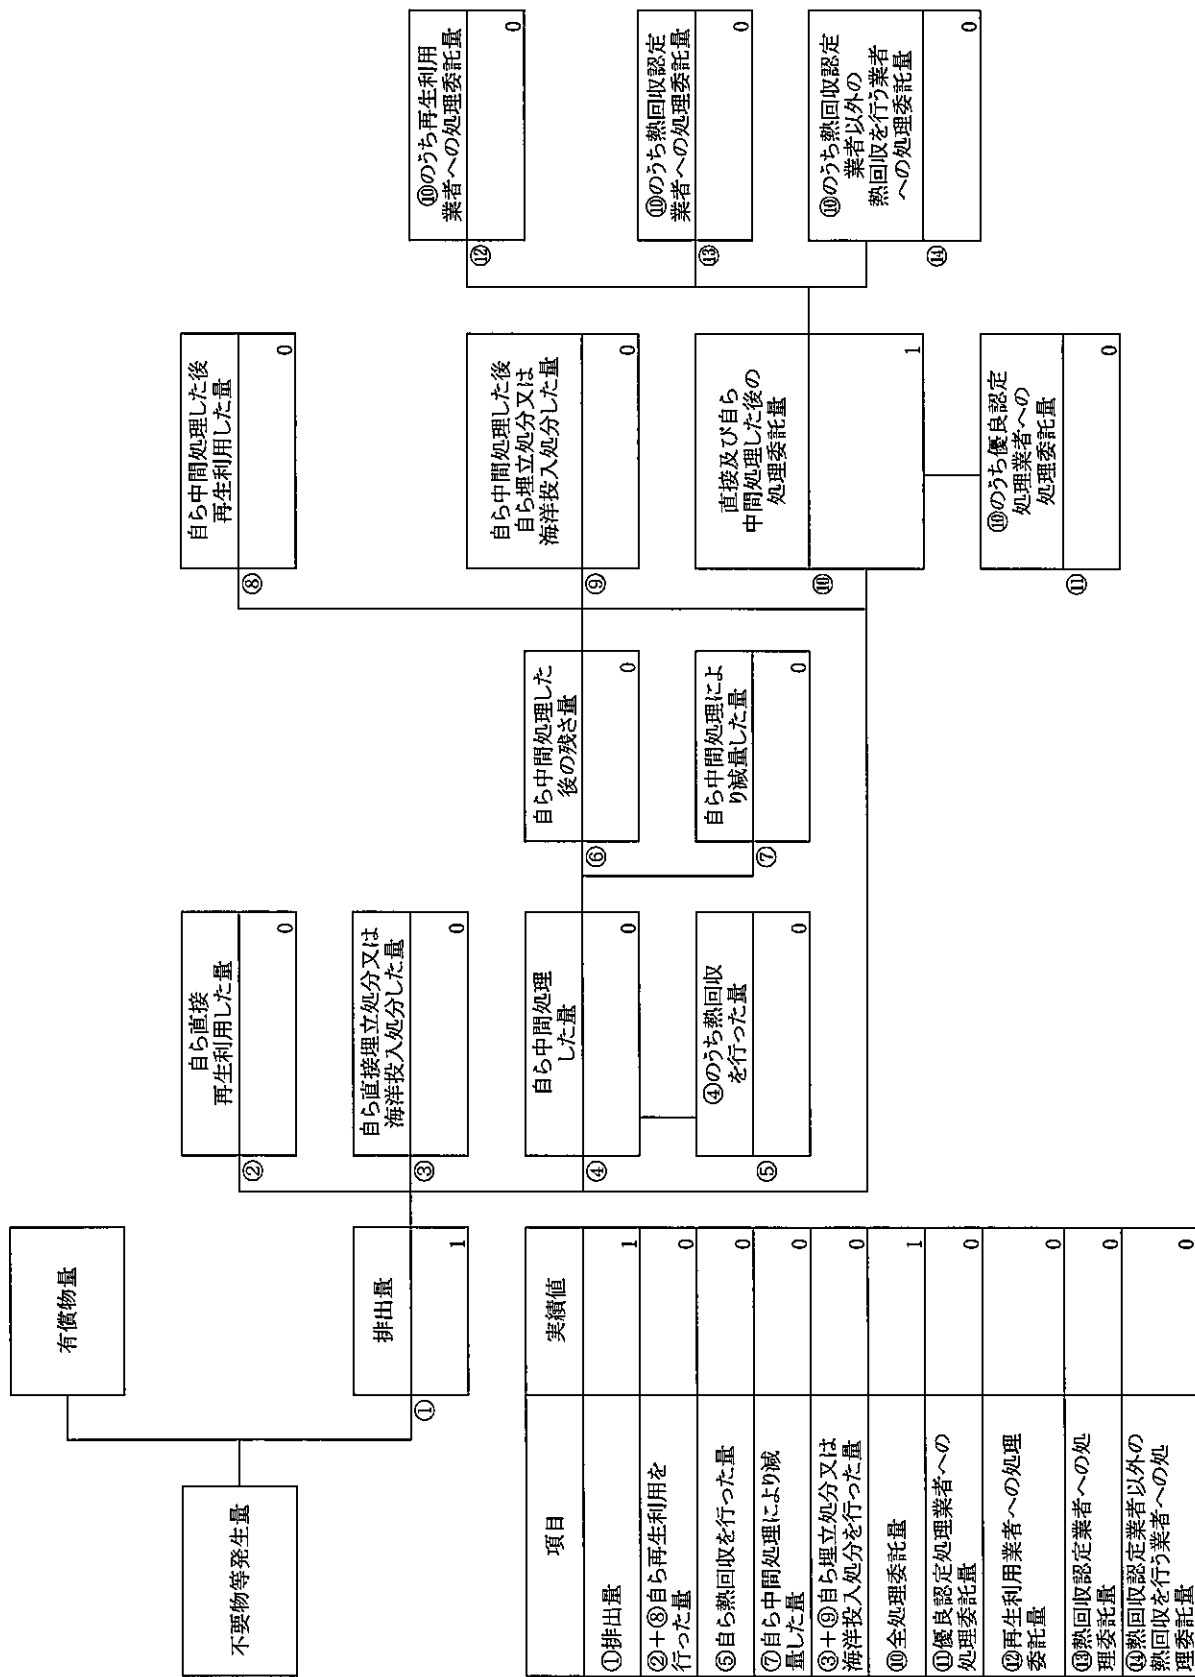 不要物等発生量
有償物量
①
排出量
1
②
自ら直接
再生利用した量
0
③
自ら直接埋立処分又は
海洋投入処分した量
0
④
自ら中間処理
した量
0
⑤
④のうち熱回収
を行った量
0
⑥
自ら中間処理した
後の残さ量
0
⑦
自ら中間処理によ
り減量した量
0
⑧
自ら中間処理した後
再生利用した量
0
⑨
自ら中間処理した後
自ら埋立処分又は
海洋投入処分した量
0
⑩
直接及び自ら
中間処理した後の
処理委託量
1
⑪
⑩のうち優良認定
処理業者への
処理委託量
0
⑫
⑩のうち再生利用
業者への処理委託量
0
⑬
⑩のうち熱回収認定
業者への処理委託量
0
⑭
⑩のうち熱回収認定
業者以外の
熱回収を行う業者
への処理委託量
0
項目
実績値
①排出量
1
②+⑧自ら再生利用を
行った量
0
⑤自ら熱回収を行った量
0
⑦自ら中間処理により減
量した量
0
③+⑨自ら埋立処分又は
海洋投入処分を行った量
0
⑩全処理委託量
1
⑪優良認定処理業者への
処理委託量
0
⑫再生利用業者への処理
委託量
0
⑬熱回収認定業者への処
理委託量
0
⑭熱回収認定業者以外の
熱回収を行う業者への処
理委託量
0